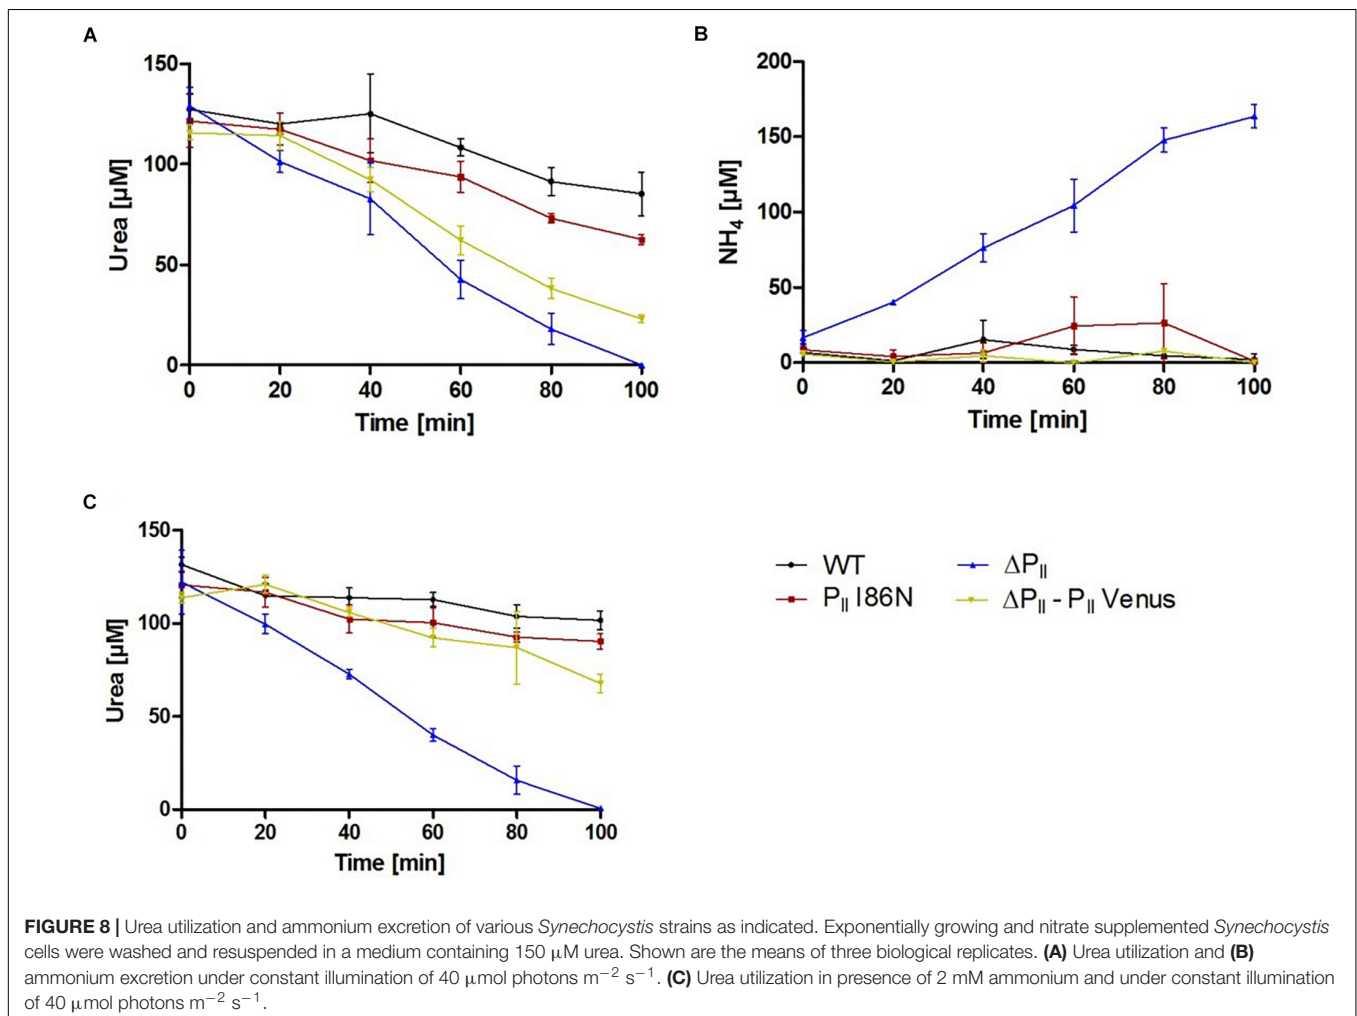 A
150
100
50
0
Urea [µM]
0 20 40 60 80 100
Time [min]
B
200
150
100
50
0
NH4 [µM]
0 20 40 60 80 100
Time [min]
C
150
100
50
0
Urea [µM]
0 20 40 60 80 100
Time [min]
WT
PII I86N
ΔPII
ΔPII - PII Venus
FIGURE 8 | Urea utilization and ammonium excretion of various Synechocystis strains as indicated. Exponentially growing and nitrate supplemented Synechocystis
cells were washed and resuspended in a medium containing 150 µM urea. Shown are the means of three biological replicates. (A) Urea utilization and (B)
ammonium excretion under constant illumination of 40 µmol photons m−2 s−1. (C) Urea utilization in presence of 2 mM ammonium and under constant illumination
of 40 µmol photons m−2 s−1.